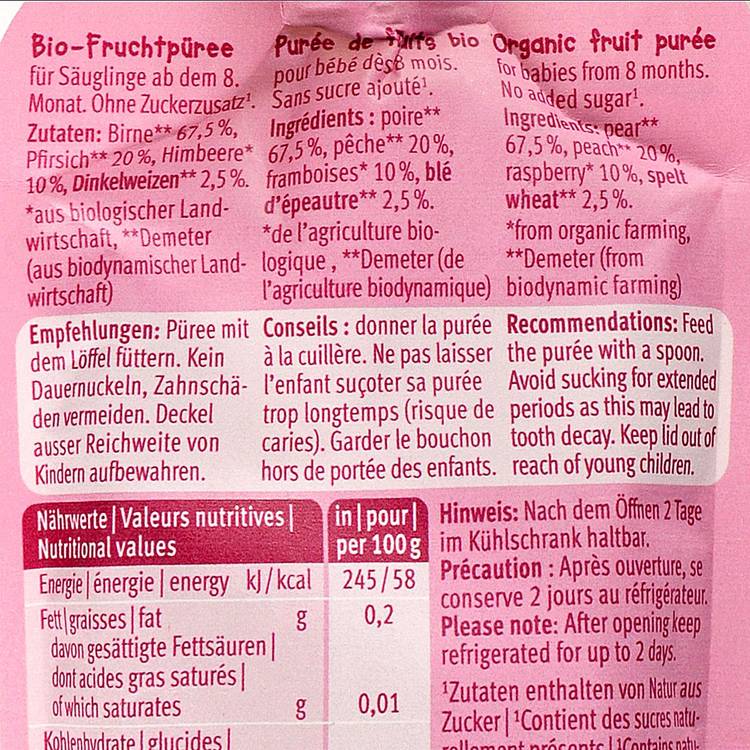 Bio-Fruchtpüree
für Säuglinge ab dem 8.
Monat. Ohne Zuckerzusatz¹.
Zutaten: Birne** 67,5%,
Pfirsich** 20%, Himbeere*
10%, Dinkelweizen** 2,5%.
*aus biologischer Land-
wirtschaft, **Demeter
(aus biodynamischer Land-
wirtschaft)
Purée de fruits bio
pour bébé dès 8 mois.
Sans sucre ajouté¹.
Ingrédients : poire**
67,5%, pêche** 20%,
framboises* 10%, blé
d'épeautre** 2,5%.
*de l'agriculture bio-
logique , **Demeter (de
l'agriculture biodynamique)
Organic fruit purée
for babies from 8 months.
No added sugar¹.
Ingredients: pear**
67,5%, peach** 20%,
raspberry* 10%, spelt
wheat** 2,5%.
*from organic farming,
**Demeter (from
biodynamic farming)
Empfehlungen: Püree mit
dem Löffel füttern. Kein
Dauernuckeln, Zahnschä-
den vermeiden. Deckel
ausser Reichweite von
Kindern aufbewahren.
Conseils : donner la purée
à la cuillère. Ne pas laisser
l'enfant suçoter sa purée
trop longtemps (risque de
caries). Garder le bouchon
hors de portée des enfants.
Recommendations: Feed
the purée with a spoon.
Avoid sucking for extended
periods as this may lead to
tooth decay. Keep lid out of
reach of young children.
Nährwerte | Valeurs nutritives |
Nutritional values
in | pour |
per 100 g
Energie | énergie | energy kJ/kcal 245/58
Fett | graisses | fat g 0,2
davon gesättigte Fettsäuren |
dont acides gras saturés |
of which saturates g 0,01
Kohlenhydrate | glucides |
Hinweis: Nach dem Öffnen 2 Tage
im Kühlschrank haltbar.
Précaution : Après ouverture, se
conserve 2 jours au réfrigérateur.
Please note: After opening keep
refrigerated for up to 2 days.
¹Zutaten enthalten von Natur aus
Zucker | ¹Contient des sucres natu-
rellement présents | ¹Contains natu-